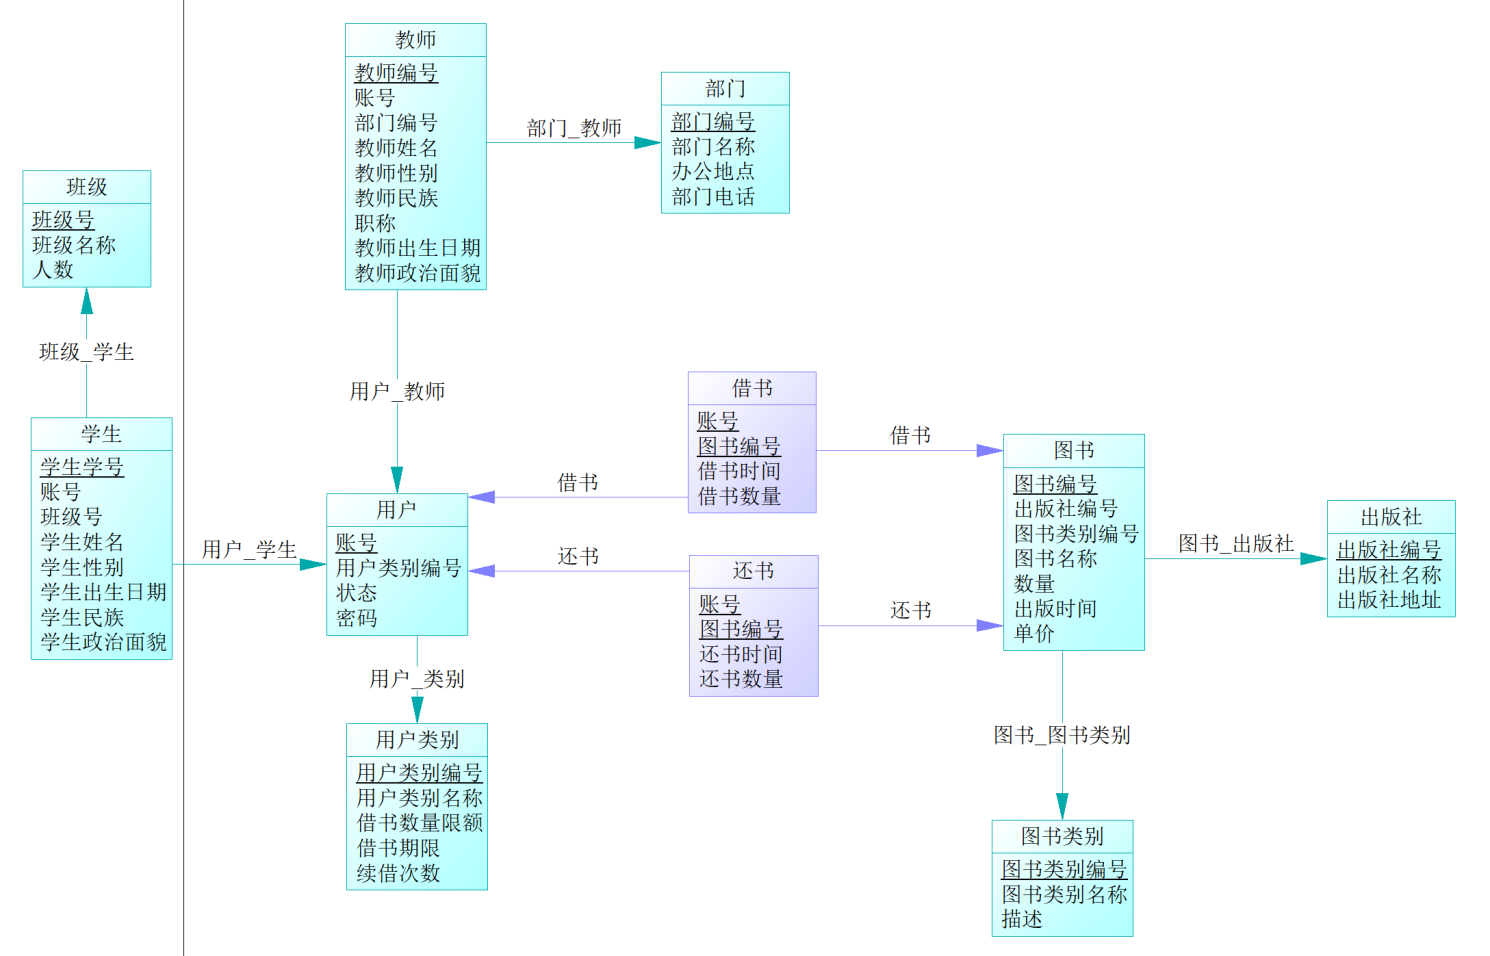 教师
教师编号
账号
部门编号
教师姓名
教师性别
教师民族
职称
教师出生日期
教师政治面貌
部门_教师
部门
部门编号
部门名称
办公地点
部门电话
班级
班级号
班级名称
人数
班级_学生
用户_教师
学生
学生学号
账号
班级号
学生姓名
学生性别
学生出生日期
学生民族
学生政治面貌
用户_学生
用户
账号
用户类别编号
状态
密码
用户_类别
用户类别
用户类别编号
用户类别名称
借书数量限额
借书期限
续借次数
借书
还书
借书
账号
图书编号
借书时间
借书数量
还书
账号
图书编号
还书时间
还书数量
借书
还书
图书
图书编号
出版社编号
图书类别编号
图书名称
数量
出版时间
单价
图书_出版社
出版社
出版社编号
出版社名称
出版社地址
图书_图书类别
图书类别
图书类别编号
图书类别名称
描述